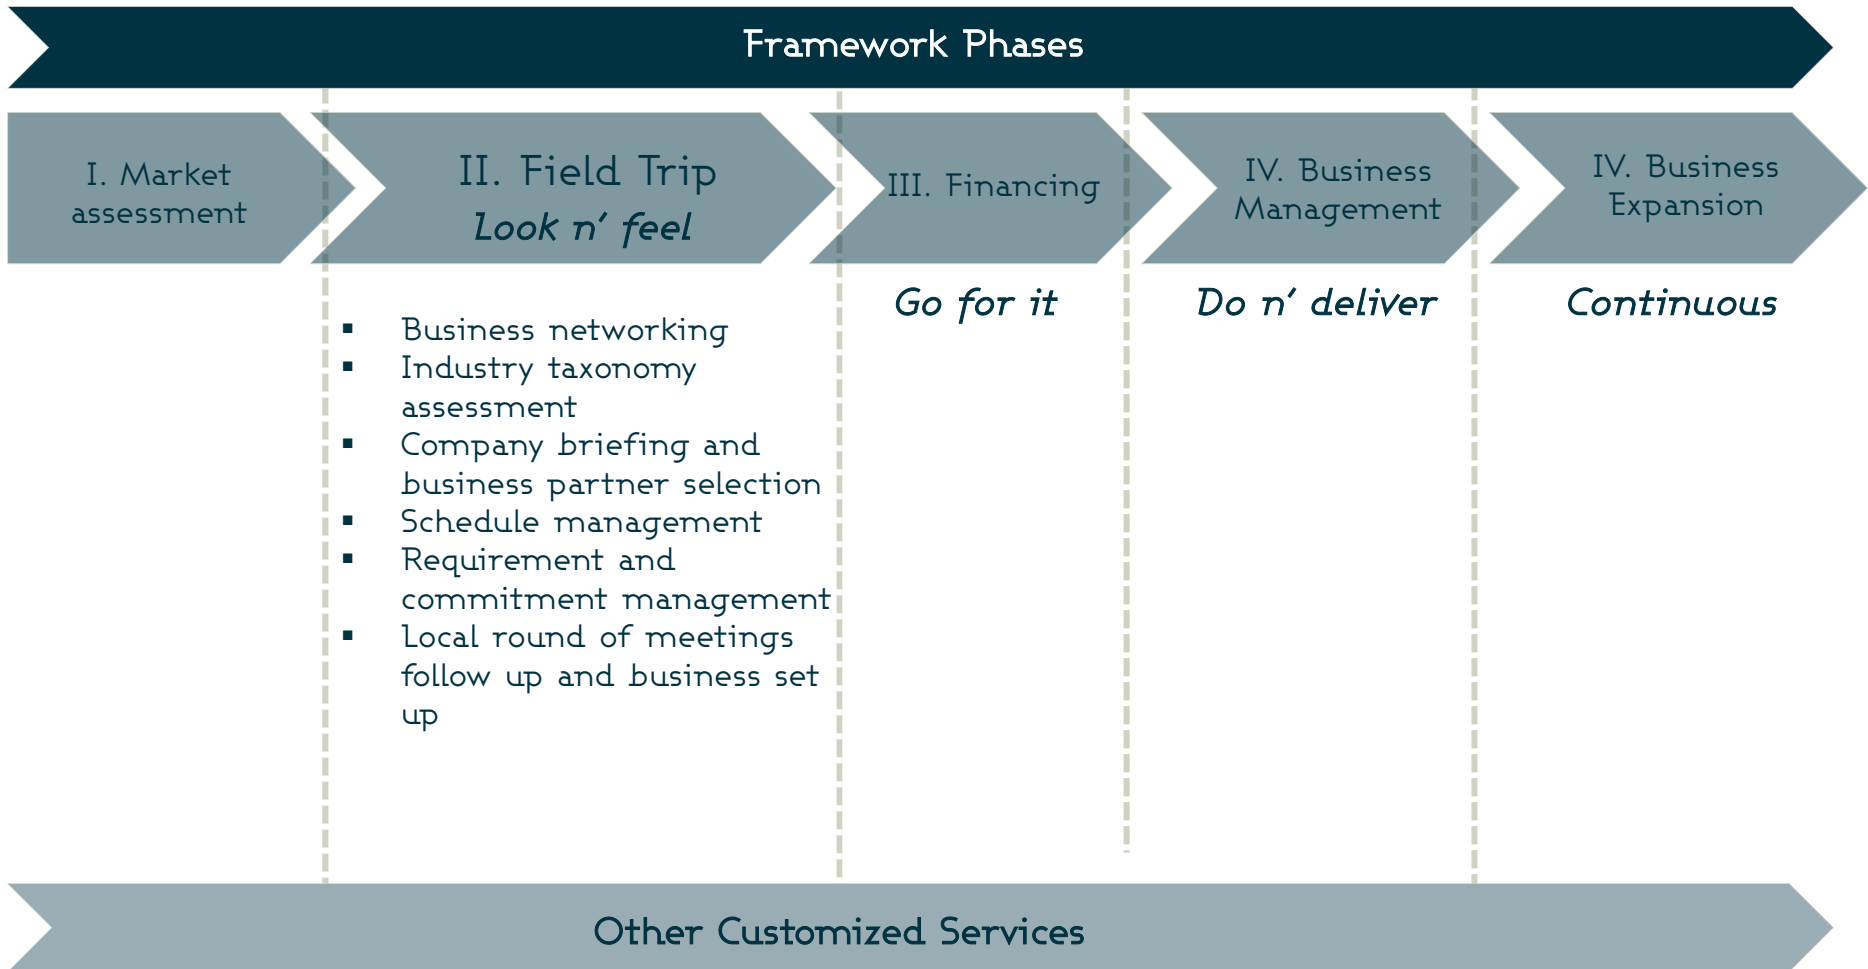 Framework Phases
I. Market
assessment
II. Field Trip
Look n’ feel
III. Financing
IV. Business
Management
IV. Business
Expansion
Go for it
Do n’ deliver
Continuous
▪ Business networking
▪ Industry taxonomy
assessment
▪ Company briefing and
business partner selection
▪ Schedule management
▪ Requirement and
commitment management
▪ Local round of meetings
follow up and business set
up
Other Customized Services